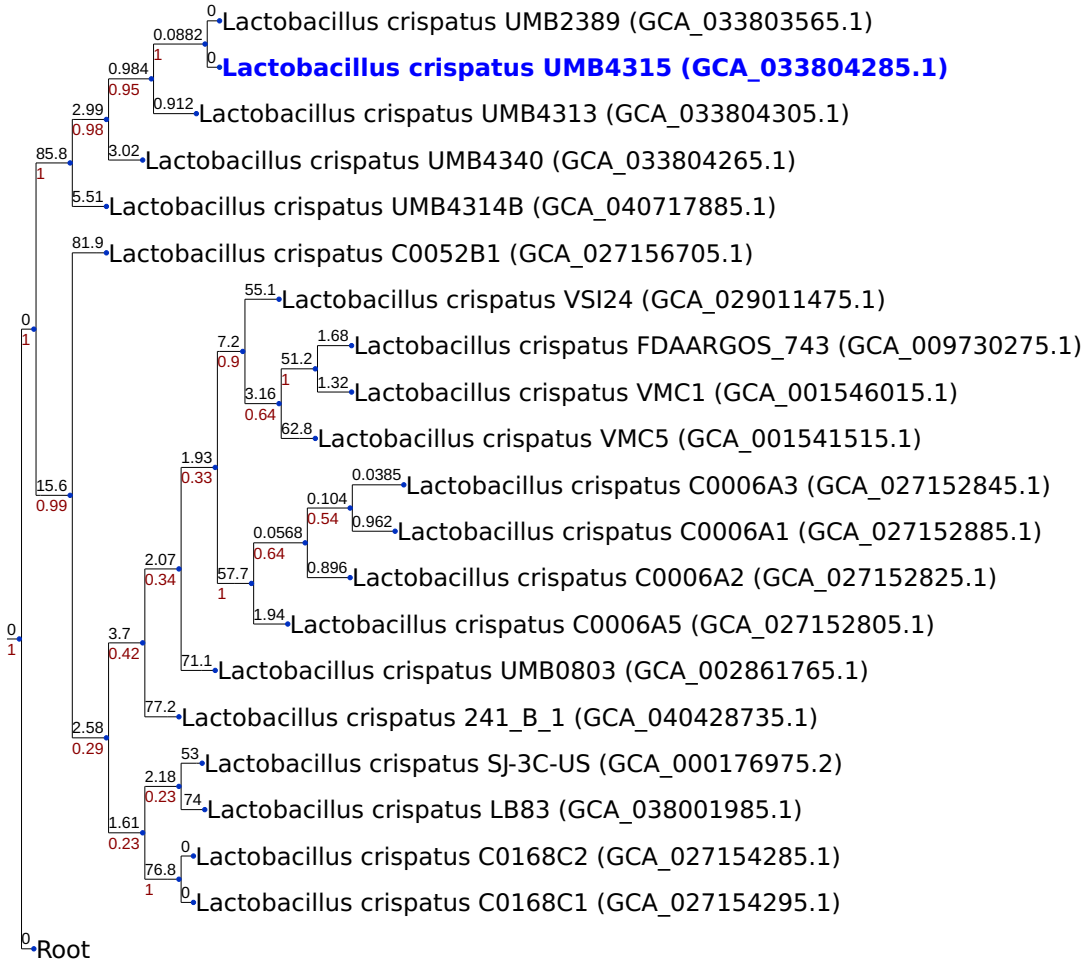 0
Lactobacillus crispatus UMB2389 (GCA_033803565.1)
0.0882
1
0
Lactobacillus crispatus UMB4315 (GCA_033804285.1)
0.984
0.95
0.912
Lactobacillus crispatus UMB4313 (GCA_033804305.1)
2.99
0.98
3.02
Lactobacillus crispatus UMB4340 (GCA_033804265.1)
85.8
1
5.51
Lactobacillus crispatus UMB4314B (GCA_040717885.1)
81.9
Lactobacillus crispatus C0052B1 (GCA_027156705.1)
55.1
Lactobacillus crispatus VSI24 (GCA_029011475.1)
0
1
7.2
0.9
1.68
Lactobacillus crispatus FDAARGOS_743 (GCA_009730275.1)
51.2
1
1.32
Lactobacillus crispatus VMC1 (GCA_001546015.1)
3.16
0.64
62.8
Lactobacillus crispatus VMC5 (GCA_001541515.1)
1.93
0.33
0.0385
Lactobacillus crispatus C0006A3 (GCA_027152845.1)
15.6
0.99
0.104
0.54
0.962
Lactobacillus crispatus C0006A1 (GCA_027152885.1)
0.0568
0.64
0.896
Lactobacillus crispatus C0006A2 (GCA_027152825.1)
2.07
0.34
57.7
1
1.94
Lactobacillus crispatus C0006A5 (GCA_027152805.1)
0
1
3.7
0.42
71.1
Lactobacillus crispatus UMB0803 (GCA_002861765.1)
77.2
Lactobacillus crispatus 241_B_1 (GCA_040428735.1)
2.58
0.29
53
Lactobacillus crispatus SJ-3C-US (GCA_000176975.2)
2.18
0.23
74
Lactobacillus crispatus LB83 (GCA_038001985.1)
1.61
0.23
0
Lactobacillus crispatus C0168C2 (GCA_027154285.1)
76.8
1
0
Lactobacillus crispatus C0168C1 (GCA_027154295.1)
0
Root